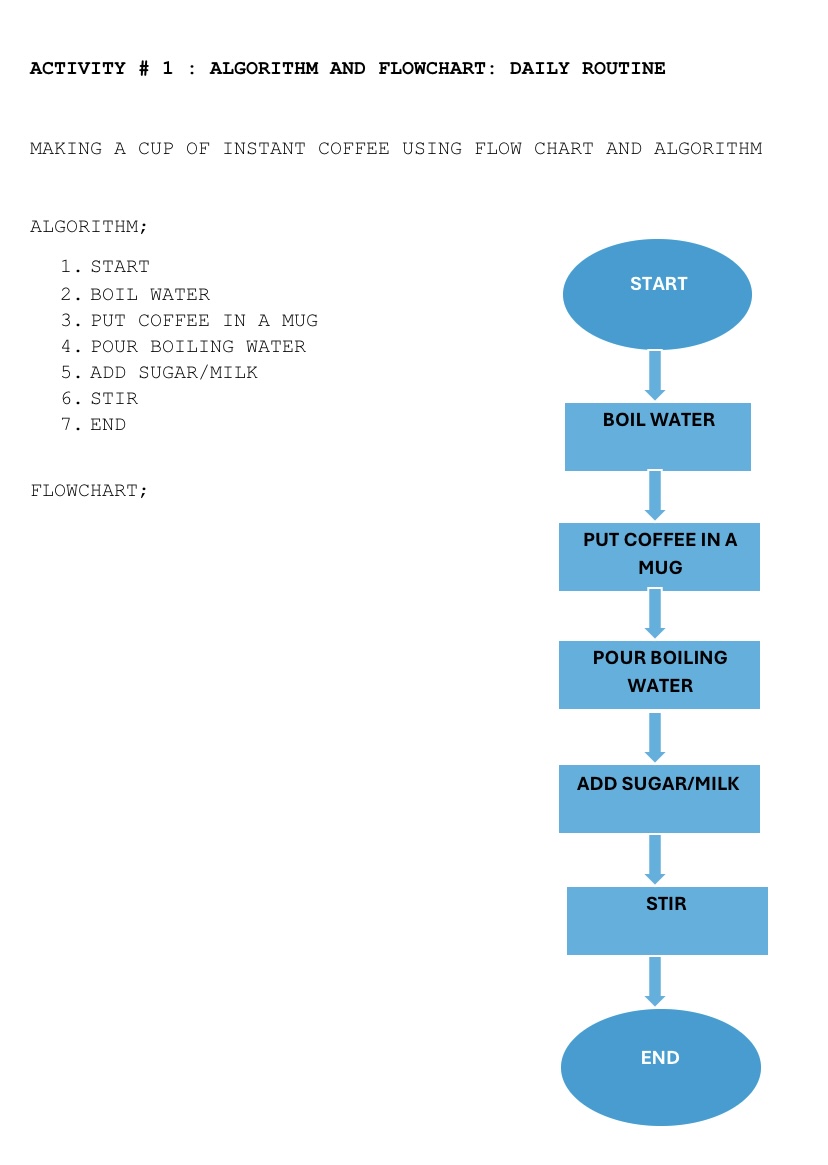 ACTIVITY # 1 : ALGORITHM AND FLOWCHART: DAILY ROUTINE
MAKING A CUP OF INSTANT COFFEE USING FLOW CHART AND ALGORITHM
ALGORITHM;
1. START
2. BOIL WATER
3. PUT COFFEE IN A MUG
4. POUR BOILING WATER
5. ADD SUGAR/MILK
6. STIR
7. END
FLOWCHART;
START
BOIL WATER
PUT COFFEE IN A
MUG
POUR BOILING
WATER
ADD SUGAR/MILK
STIR
END